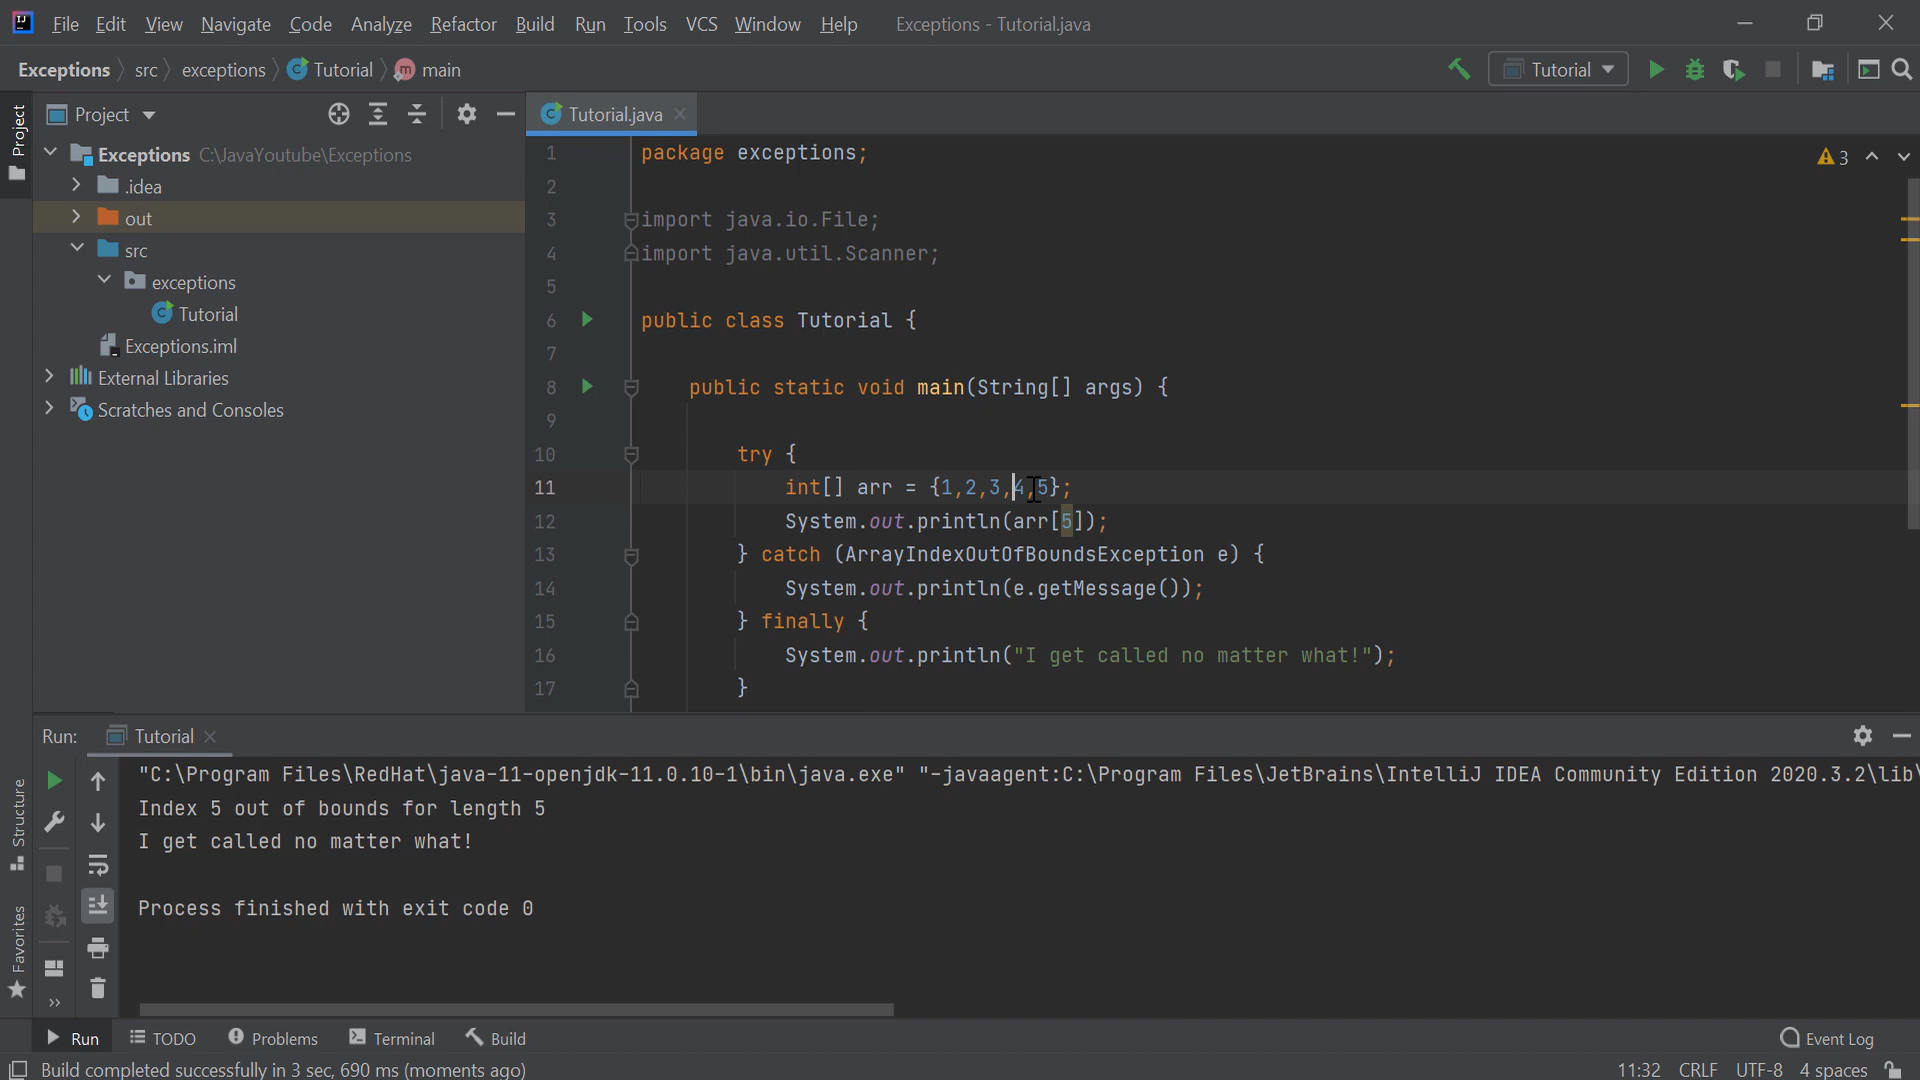 File Edit View Navigate Code Analyze Refactor Build Run Tools VCS Window Help Exceptions - Tutorial.java
Exceptions src exceptions Tutorial main Tutorial
Project
Project
Exceptions C:\JavaYoutube\Exceptions
.idea
out
src
exceptions
Tutorial
Exceptions.iml
External Libraries
Scratches and Consoles
Tutorial.java
3
1 package exceptions;
2
3 import java.io.File;
4 import java.util.Scanner;
5
6 public class Tutorial {
7
8 public static void main(String[] args) {
9
10 try {
11 int[] arr = {1,2,3,4,5};
12 System.out.println(arr[5]);
13 } catch (ArrayIndexOutOfBoundsException e) {
14 System.out.println(e.getMessage());
15 } finally {
16 System.out.println("I get called no matter what!");
17 }
Run: Tutorial
"C:\Program Files\RedHat\java-11-openjdk-11.0.10-1\bin\java.exe" "-javaagent:C:\Program Files\JetBrains\IntelliJ IDEA Community Edition 2020.3.2\lib\
Index 5 out of bounds for length 5
I get called no matter what!
Process finished with exit code 0
Structure
Favorites
Run TODO Problems Terminal Build Event Log
Build completed successfully in 3 sec, 690 ms (moments ago) 11:32 CRLF UTF-8 4 spaces